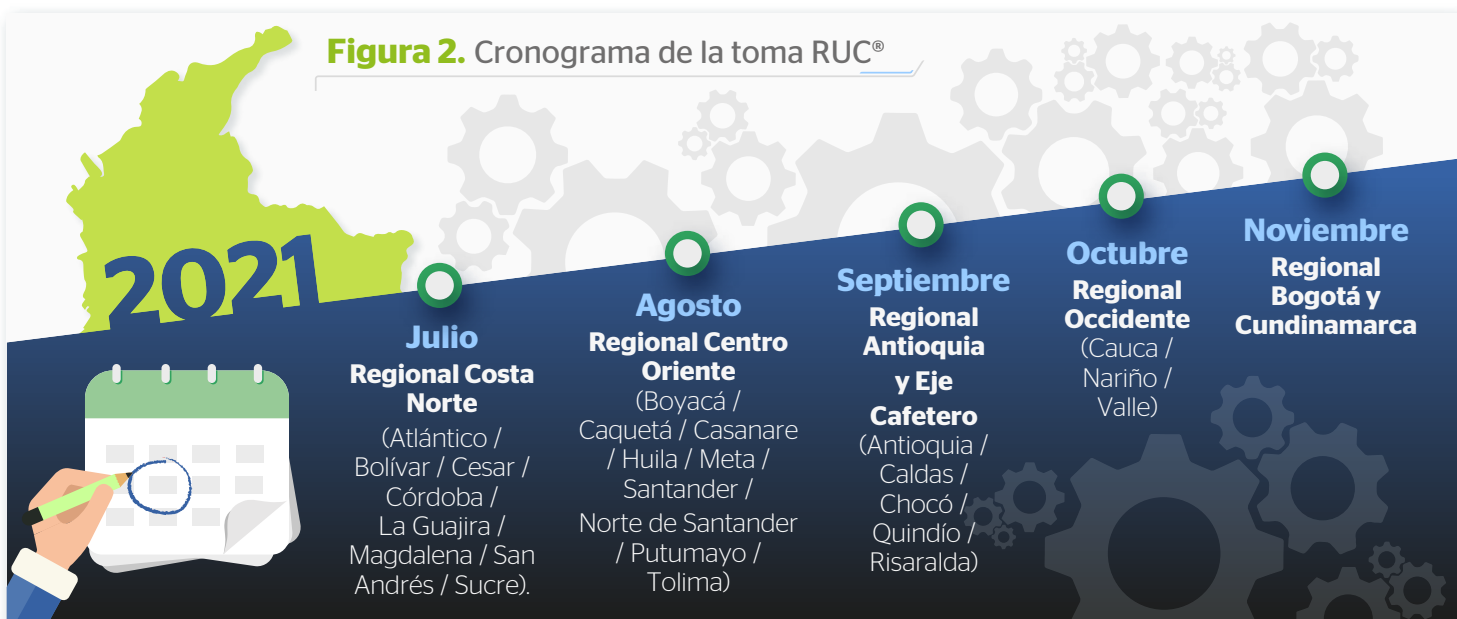 Figura 2. Cronograma de la toma RUC®
2021
Julio
Regional Costa
Norte
(Atlántico /
Bolívar / Cesar /
Córdoba /
La Guajira /
Magdalena / San
Andrés / Sucre).
Agosto
Regional Centro
Oriente
(Boyacá /
Caquetá / Casanare
/ Huila / Meta /
Santander /
Norte de Santander
/ Putumayo /
Tolima)
Septiembre
Regional
Antioquia
y Eje
Cafetero
(Antioquia /
Caldas /
Chocó /
Quindío /
Risaralda)
Octubre
Regional
Occidente
(Cauca /
Nariño /
Valle)
Noviembre
Regional
Bogotá y
Cundinamarca